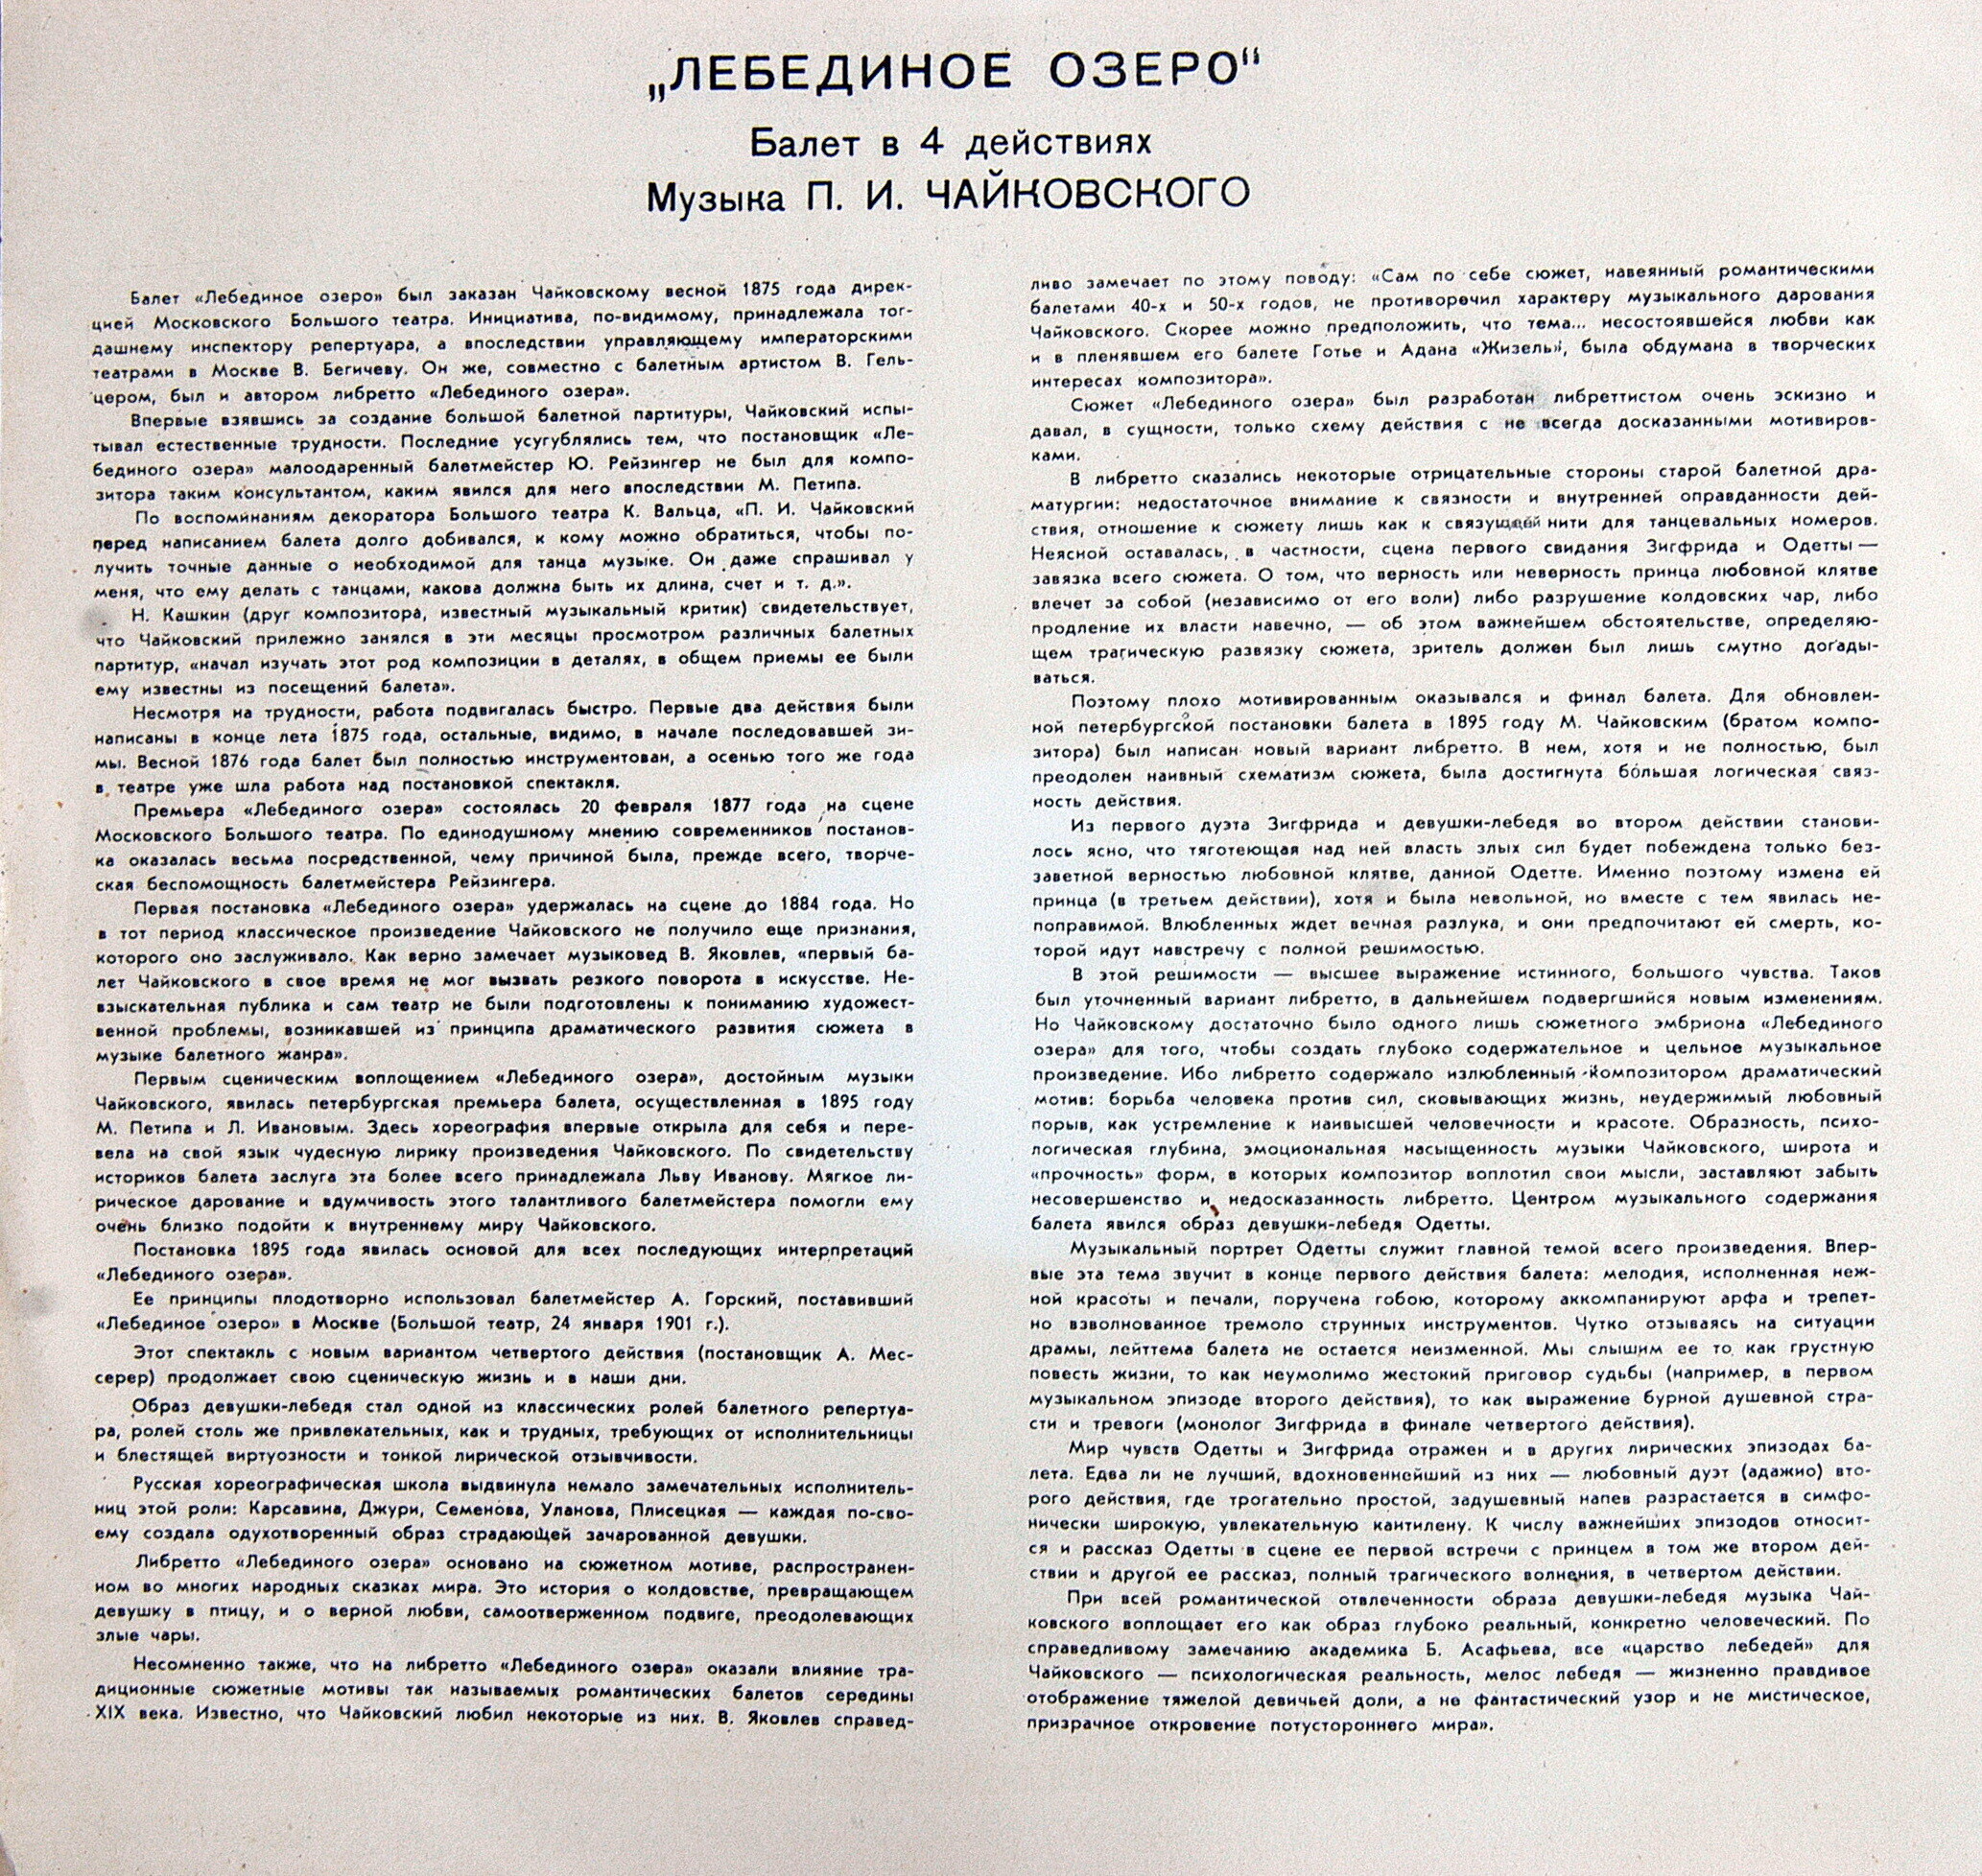 „ЛЕБЕДИНОЕ ОЗЕРО“
Балет в 4 действиях
Музыка П. И. ЧАЙКОВСКОГО
Балет «Лебединое озеро» был заказан Чайковскому весной 1875 года дирек-
цией Московского Большого театра. Инициатива, по-видимому, принадлежала тог-
дашнему инспектору репертуара, а впоследствии управляющему императорскими
театрами в Москве В. Бегичеву. Он же, совместно с балетным артистом В. Гель-
цером, был и автором либретто «Лебединого озера».
Впервые взявшись за создание большой балетной партитуры, Чайковский испы-
тывал естественные трудности. Последние усугублялись тем, что постановщик «Ле-
бединого озера» малоодаренный балетмейстер Ю. Рейзингер не был для компо-
зитора таким консультантом, каким явился для него впоследствии М. Петипа.
По воспоминаниям декоратора Большого театра К. Вальца, «П. И. Чайковский
перед написанием балета долго добивался, к кому можно обратиться, чтобы по-
лучить точные данные о необходимой для танца музыке. Он даже спрашивал у
меня, что ему делать с танцами, какова должна быть их длина, счет и т. д.».
Н. Кашкин (друг композитора, известный музыкальный критик) свидетельствует,
что Чайковский прилежно занялся в эти месяцы просмотром различных балетных
партитур, «начал изучать этот род композиции в деталях, в общем приемы ее были
ему известны из посещений балета».
Несмотря на трудности, работа подвигалась быстро. Первые два действия были
написаны в конце лета 1875 года, остальные, видимо, в начале последовавшей зи-
мы. Весной 1876 года балет был полностью инструментован, а осенью того же года
в театре уже шла работа над постановкой спектакля.
Премьера «Лебединого озера» состоялась 20 февраля 1877 года на сцене
Московского Большого театра. По единодушному мнению современников постанов-
ка оказалась весьма посредственной, чему причиной была, прежде всего, творче-
ская беспомощность балетмейстера Рейзингера.
Первая постановка «Лебединого озера» удержалась на сцене до 1884 года. Но
в тот период классическое произведение Чайковского не получило еще признания,
которого оно заслуживало. Как верно замечает музыковед В. Яковлев, «первый ба-
лет Чайковского в свое время не мог вызвать резкого поворота в искусстве. Не-
взыскательная публика и сам театр не были подготовлены к пониманию художест-
венной проблемы, возникавшей из принципа драматического развития сюжета в
музыке балетного жанра».
Первым сценическим воплощением «Лебединого озера», достойным музыки
Чайковского, явилась петербургская премьера балета, осуществленная в 1895 году
М. Петипа и Л. Ивановым. Здесь хореография впервые открыла для себя и пере-
вела на свой язык чудесную лирику произведения Чайковского. По свидетельству
историков балета заслуга эта более всего принадлежала Льву Иванову. Мягкое ли-
рическое дарование и вдумчивость этого талантливого балетмейстера помогли ему
очень близко подойти к внутреннему миру Чайковского.
Постановка 1895 года явилась основой для всех последующих интерпретаций
«Лебединого озера».
Ее принципы плодотворно использовал балетмейстер А. Горский, поставивший
«Лебединое озеро» в Москве (Большой театр, 24 января 1901 г.).
Этот спектакль с новым вариантом четвертого действия (постановщик А. Мес-
серер) продолжает свою сценическую жизнь и в наши дни.
Образ девушки-лебедя стал одной из классических ролей балетного репертуа-
ра, ролей столь же привлекательных, как и трудных, требующих от исполнительницы
и блестящей виртуозности и тонкой лирической отзывчивости.
Русская хореографическая школа выдвинула немало замечательных исполнитель-
ниц этой роли: Карсавина, Джури, Семенова, Уланова, Плисецкая — каждая по-сво-
ему создала одухотворенный образ страдающей зачарованной девушки.
Либретто «Лебединого озера» основано на сюжетном мотиве, распространен-
ном во многих народных сказках мира. Это история о колдовстве, превращающем
девушку в птицу, и о верной любви, самоотверженном подвиге, преодолевающих
злые чары.
Несомненно также, что на либретто «Лебединого озера» оказали влияние тра-
диционные сюжетные мотивы так называемых романтических балетов середины
XIX века. Известно, что Чайковский любил некоторые из них. В. Яковлев справед-
ливо замечает по этому поводу: «Сам по себе сюжет, навеянный романтическими
балетами 40-х и 50-х годов, не противоречил характеру музыкального дарования
Чайковского. Скорее можно предположить, что тема... несостоявшейся любви как
и в пленявшем его балете Готье и Адана «Жизель», была обдумана в творческих
интересах композитора».
Сюжет «Лебединого озера» был разработан либреттистом очень эскизно и
давал, в сущности, только схему действия с не всегда досказанными мотивиров-
ками.
В либретто сказались некоторые отрицательные стороны старой балетной дра-
матургии: недостаточное внимание к связности и внутренней оправданности дей-
ствия, отношение к сюжету лишь как к связующей нити для танцевальных номеров.
Неясной оставалась, в частности, сцена первого свидания Зигфрида и Одетты —
завязка всего сюжета. О том, что верность или неверность принца любовной клятве
влечет за собой (независимо от его воли) либо разрушение колдовских чар, либо
продление их власти навечно, — об этом важнейшем обстоятельстве, определяю-
щем трагическую развязку сюжета, зритель должен был лишь смутно догады-
ваться.
Поэтому плохо мотивированным оказывался и финал балета. Для обновлен-
ной петербургской постановки балета в 1895 году М. Чайковским (братом компо-
зитора) был написан новый вариант либретто. В нем, хотя и не полностью, был
преодолен наивный схематизм сюжета, была достигнута бо́льшая логическая связ-
ность действия.
Из первого дуэта Зигфрида и девушки-лебедя во втором действии станови-
лось ясно, что тяготеющая над ней власть злых сил будет побеждена только без-
заветной верностью любовной клятве, данной Одетте. Именно поэтому измена ей
принца (в третьем действии), хотя и была невольной, но вместе с тем явилась не-
поправимой. Влюбленных ждет вечная разлука, и они предпочитают ей смерть, ко-
торой идут навстречу с полной решимостью.
В этой решимости — высшее выражение истинного, большого чувства. Таков
был уточненный вариант либретто, в дальнейшем подвергшийся новым изменениям.
Но Чайковскому достаточно было одного лишь сюжетного эмбриона «Лебединого
озера» для того, чтобы создать глубоко содержательное и цельное музыкальное
произведение. Ибо либретто содержало излюбленный композитором драматический
мотив: борьба человека против сил, сковывающих жизнь, неудержимый любовный
порыв, как устремление к наивысшей человечности и красоте. Образность, психо-
логическая глубина, эмоциональная насыщенность музыки Чайковского, широта и
«прочность» форм, в которых композитор воплотил свои мысли, заставляют забыть
несовершенство и недосказанность либретто. Центром музыкального содержания
балета явился образ девушки-лебедя Одетты.
Музыкальный портрет Одетты служит главной темой всего произведения. Впер-
вые эта тема звучит в конце первого действия балета: мелодия, исполненная неж-
ной красоты и печали, поручена гобою, которому аккомпанируют арфа и трепет-
но взволнованное тремоло струнных инструментов. Чутко отзываясь на ситуации
драмы, лейттема балета не остается неизменной. Мы слышим ее то как грустную
повесть жизни, то как неумолимо жестокий приговор судьбы (например, в первом
музыкальном эпизоде второго действия), то как выражение бурной душевной стра-
сти и тревоги (монолог Зигфрида в финале четвертого действия).
Мир чувств Одетты и Зигфрида отражен и в других лирических эпизодах ба-
лета. Едва ли не лучший, вдохновеннейший из них — любовный дуэт (адажио) вто-
рого действия, где трогательно простой, задушевный напев разрастается в симфо-
нически широкую, увлекательную кантилену. К числу важнейших эпизодов относит-
ся и рассказ Одетты в сцене ее первой встречи с принцем в том же втором дей-
ствии и другой ее рассказ, полный трагического волнения, в четвертом действии.
При всей романтической отвлеченности образа девушки-лебедя музыка Чай-
ковского воплощает его как образ глубоко реальный, конкретно человеческий. По
справедливому замечанию академика Б. Асафьева, все «царство лебедей» для
Чайковского — психологическая реальность, мелос лебедя — жизненно правдивое
отображение тяжелой девичьей доли, а не фантастический узор и не мистическое,
призрачное откровение потустороннего мира».